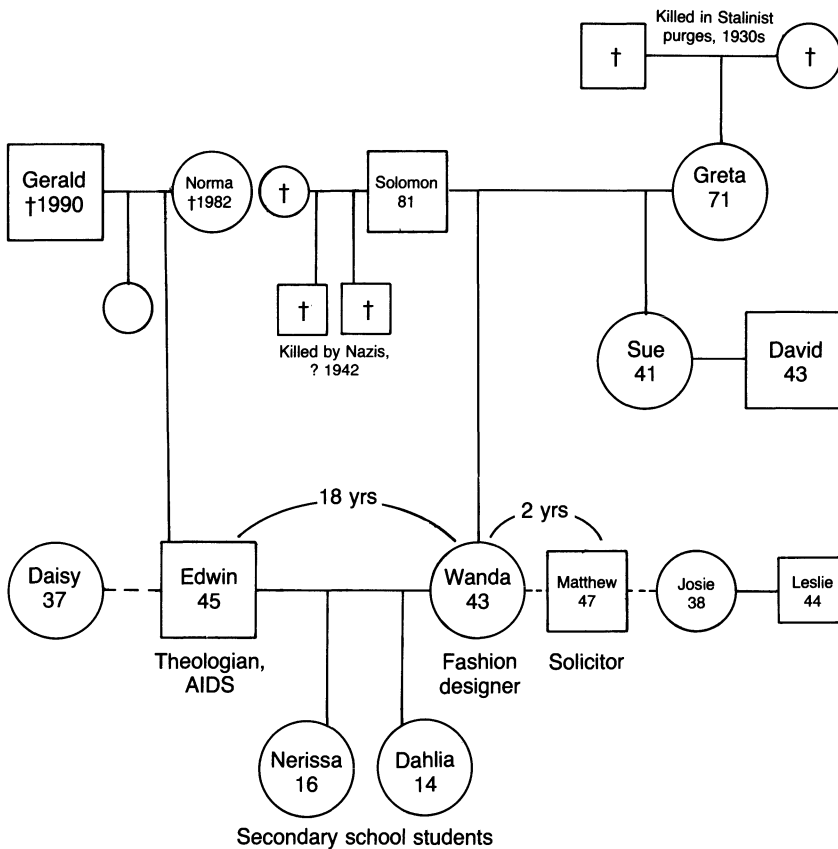 Killed in Stalinist
purges, 1930s
†
†
Gerald
†1990
Norma
†1982
†
Solomon
81
Greta
71
†
†
Killed by Nazis,
? 1942
Sue
41
David
43
18 yrs
2 yrs
Daisy
37
Edwin
45
Wanda
43
Matthew
47
Josie
38
Leslie
44
Theologian,
AIDS
Fashion
designer
Solicitor
Nerissa
16
Dahlia
14
Secondary school students